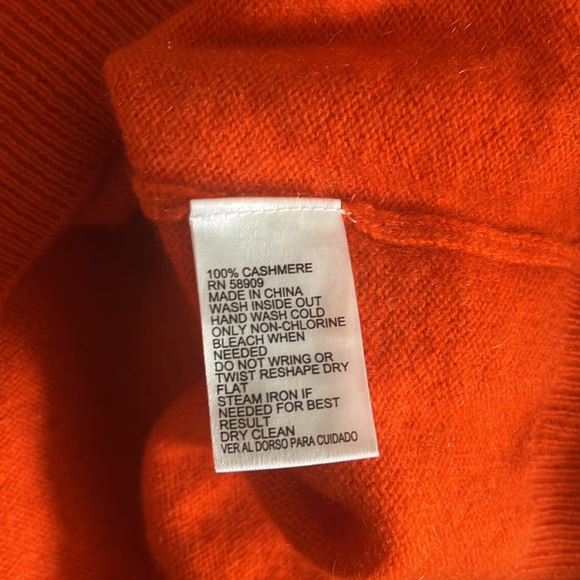 100% CASHMERE
RN 58909
MADE IN CHINA
WASH INSIDE OUT
HAND WASH COLD
ONLY NON-CHLORINE
BLEACH WHEN
NEEDED
DO NOT WRING OR
TWIST RESHAPE DRY
FLAT
STEAM IRON IF
NEEDED FOR BEST
RESULT
DRY CLEAN
VER AL DORSO PARA CUIDADO